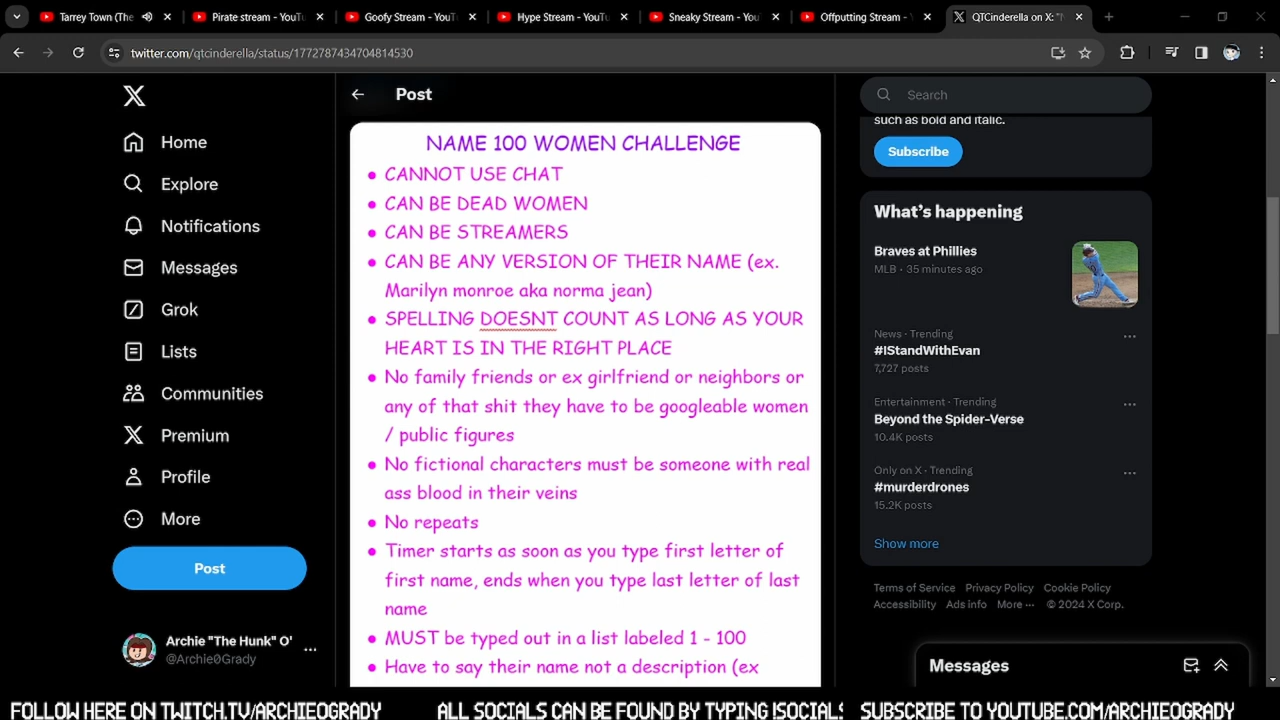 Tarrey Town (The
Pirate stream - YouTu
Goofy Stream - YouTu
Hype Stream - YouTu
Sneaky Stream - You
Offputting Stream -
QTCinderella on X: "N
twitter.com/qtcinderella/status/1772787434704814530
Home
Explore
Notifications
Messages
Grok
Lists
Communities
Premium
Profile
More
Post
Archie "The Hunk" O'
@Archie0Grady
Post
NAME 100 WOMEN CHALLENGE
• CANNOT USE CHAT
• CAN BE DEAD WOMEN
• CAN BE STREAMERS
• CAN BE ANY VERSION OF THEIR NAME (ex.
Marilyn monroe aka norma jean)
• SPELLING DOESNT COUNT AS LONG AS YOUR
HEART IS IN THE RIGHT PLACE
• No family friends or ex girlfriend or neighbors or
any of that shit they have to be googleable women
/ public figures
• No fictional characters must be someone with real
ass blood in their veins
• No repeats
• Timer starts as soon as you type first letter of
first name, ends when you type last letter of last
name
• MUST be typed out in a list labeled 1 - 100
• Have to say their name not a description (ex
Search
such as bold and italic.
Subscribe
What's happening
Braves at Phillies
MLB · 35 minutes ago
News · Trending
#IStandWithEvan
7,727 posts
Entertainment · Trending
Beyond the Spider-Verse
10.4K posts
Only on X · Trending
#murderdrones
15.2K posts
Show more
Terms of Service Privacy Policy Cookie Policy
Accessibility Ads info More ··· © 2024 X Corp.
Messages
FOLLOW HERE ON TWITCH.TV/ARCHIEOGRADY
ALL SOCIALS CAN BE FOUND BY TYPING !SOCIALS
SUBSCRIBE TO YOUTUBE.COM/ARCHIEOGRADY